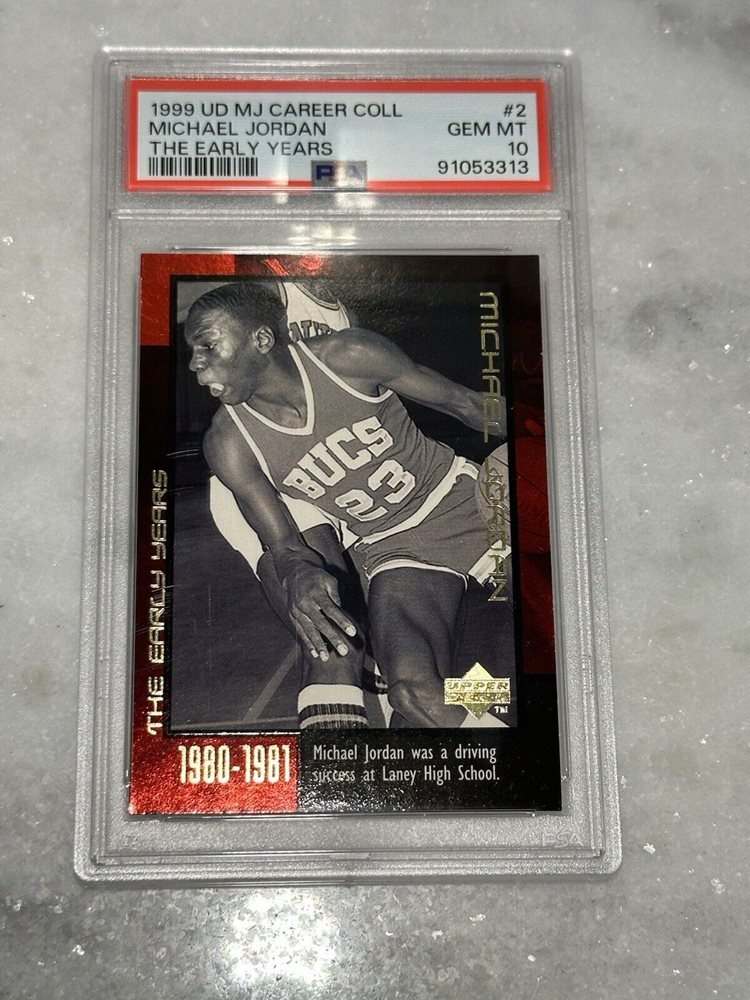 1999 UD MJ CAREER COLL #2
MICHAEL JORDAN GEM MT
THE EARLY YEARS 10
PSA 91053313
MICHAEL JORDAN
BUCS
23
THE EARLY YEARS
UPPER
TM
1980-1981
Michael Jordan was a driving
success at Laney High School.